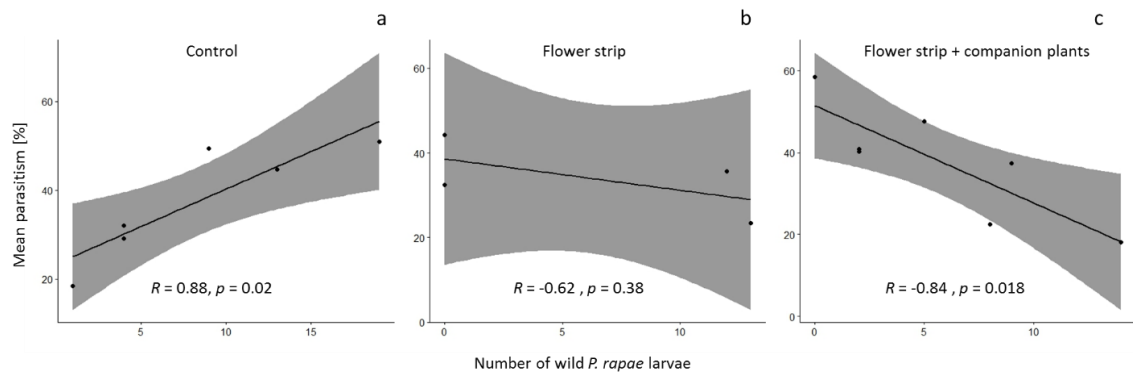 a
b
c
Control
Flower strip
Flower strip + companion plants
Mean parasitism [%]
60
40
20
5
10
15
R = 0.88, p = 0.02
60
40
20
0
0
5
10
R = -0.62 , p = 0.38
60
40
20
0
0
5
10
R = -0.84 , p = 0.018
Number of wild P. rapae larvae